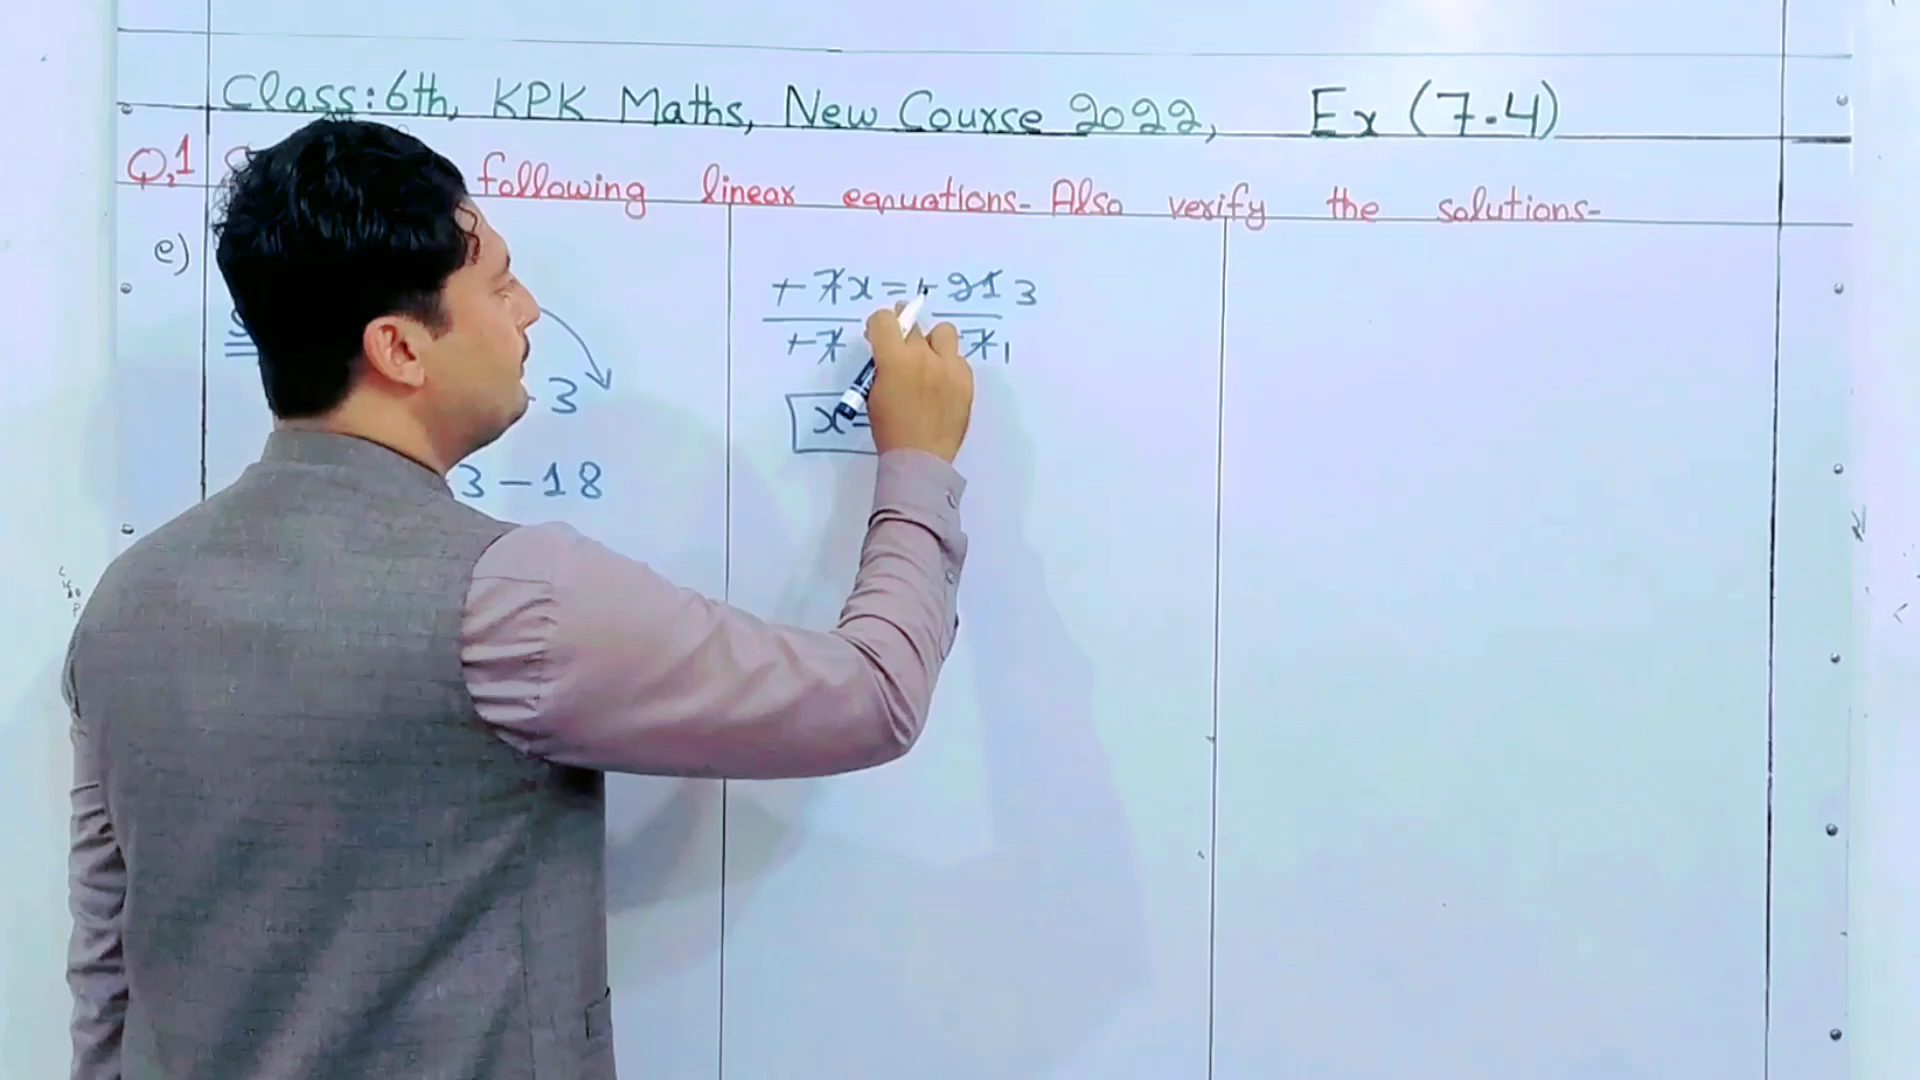 Class: 6th, KPK Maths, New Course 2022, Ex (7.4)
Q,1 following linear equations- Also verify the solutions-
e)
3
3 - 18
+7x = +21 3
+7 7 1
x =